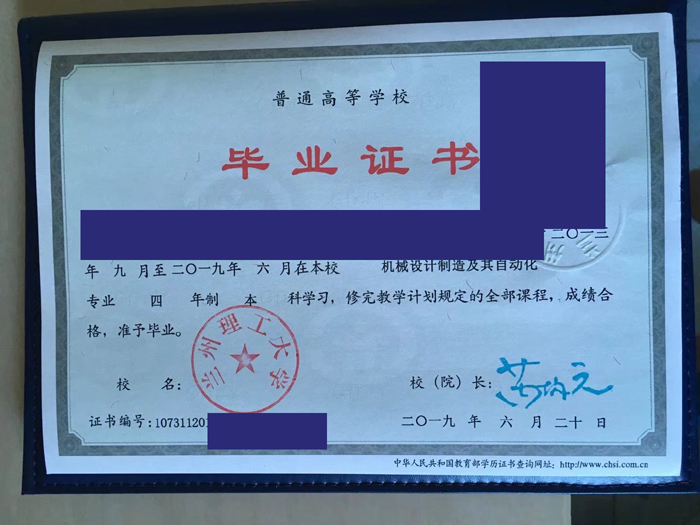 普通高等学校
毕业证书
二〇一三
年 九 月至二〇一九年 六 月在本校 机械设计制造及其自动化
专业 四 年制 本 科学习，修完教学计划规定的全部课程，成绩合
格，准予毕业。
兰州理工大学
校 名：
校（院）长：
证书编号：107311201
二〇一九 年 六 月 二十 日
中华人民共和国教育部学历证书查询网址：http://www.chsi.com.cn